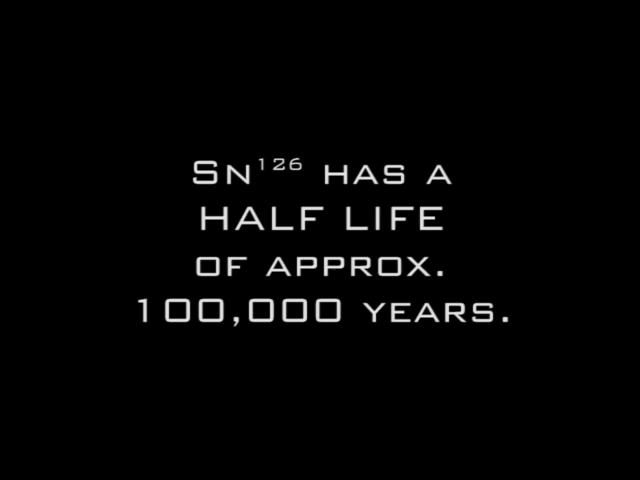 Sn¹²⁶ HAS A
HALF LIFE
OF APPROX.
100,000 YEARS.